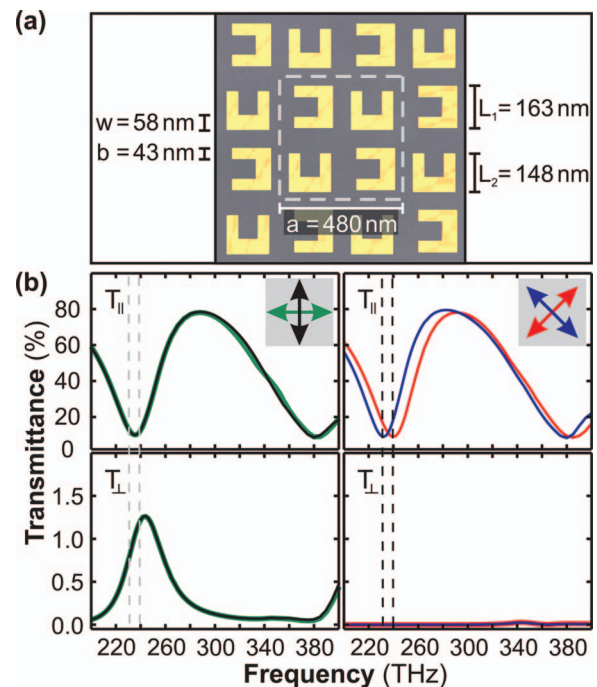 (a)
w = 58 nm
b = 43 nm
L₁ = 163 nm
L₂ = 148 nm
a = 480 nm
(b)
T∥
T∥
80
60
40
20
0
Transmittance (%)
T⊥
T⊥
1.5
1.0
0.5
0.0
220 260 300 340 380
220 260 300 340 380
Frequency (THz)